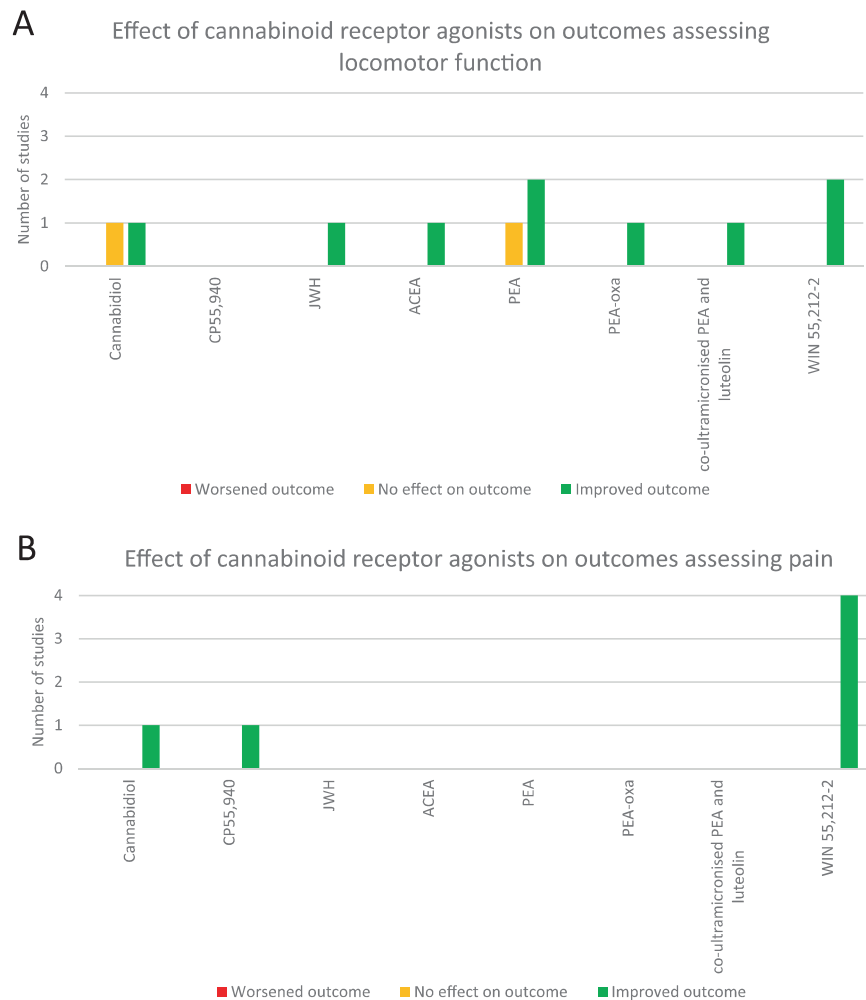 A
Effect of cannabinoid receptor agonists on outcomes assessing
locomotor function
Number of studies
4
3
2
1
0
Cannabidiol
CP55,940
JWH
ACEA
PEA
PEA-oxa
co-ultramicronised PEA and
luteolin
WIN 55,212-2
Worsened outcome No effect on outcome Improved outcome
B
Effect of cannabinoid receptor agonists on outcomes assessing pain
Number of studies
4
3
2
1
0
Cannabidiol
CP55,940
JWH
ACEA
PEA
PEA-oxa
co-ultramicronised PEA and
luteolin
WIN 55,212-2
Worsened outcome No effect on outcome Improved outcome